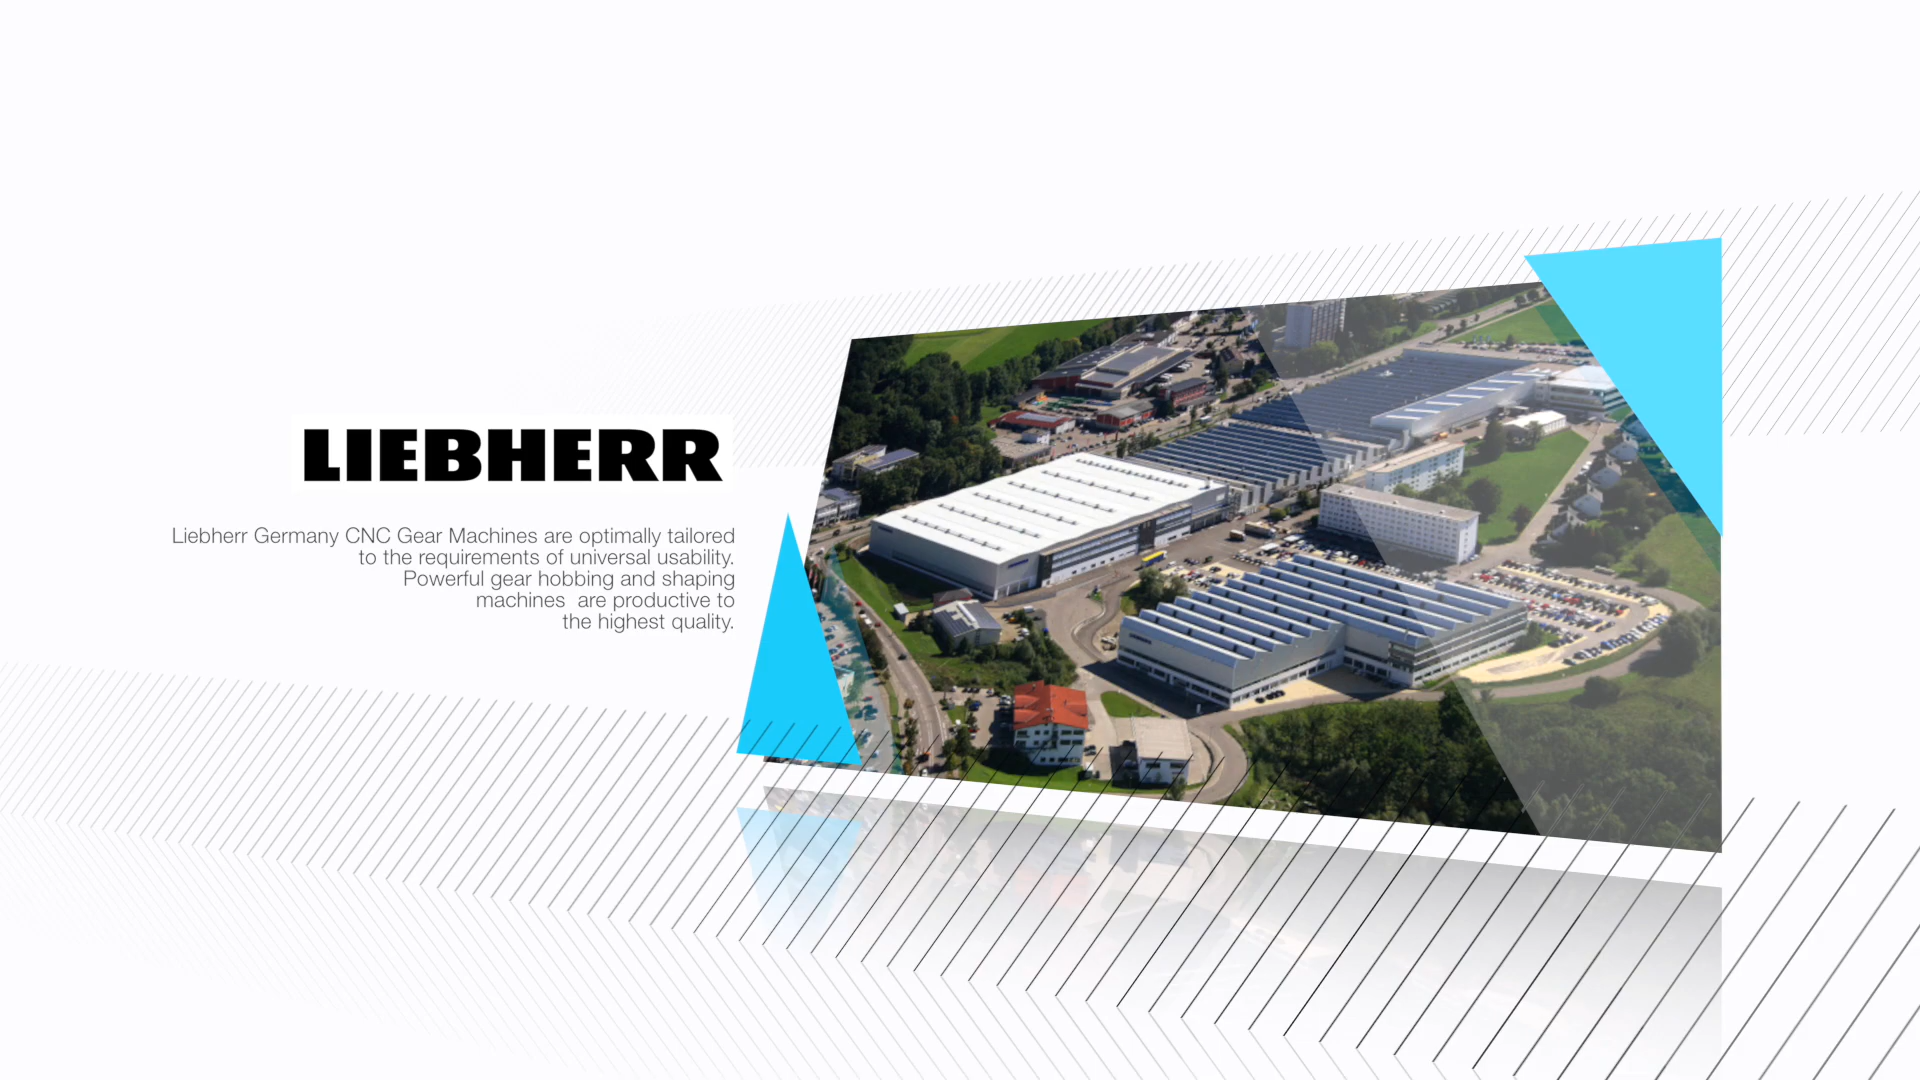 LIEBHERR
Liebherr Germany CNC Gear Machines are optimally tailored
to the requirements of universal usability.
Powerful gear hobbing and shaping
machines  are productive to
the highest quality.